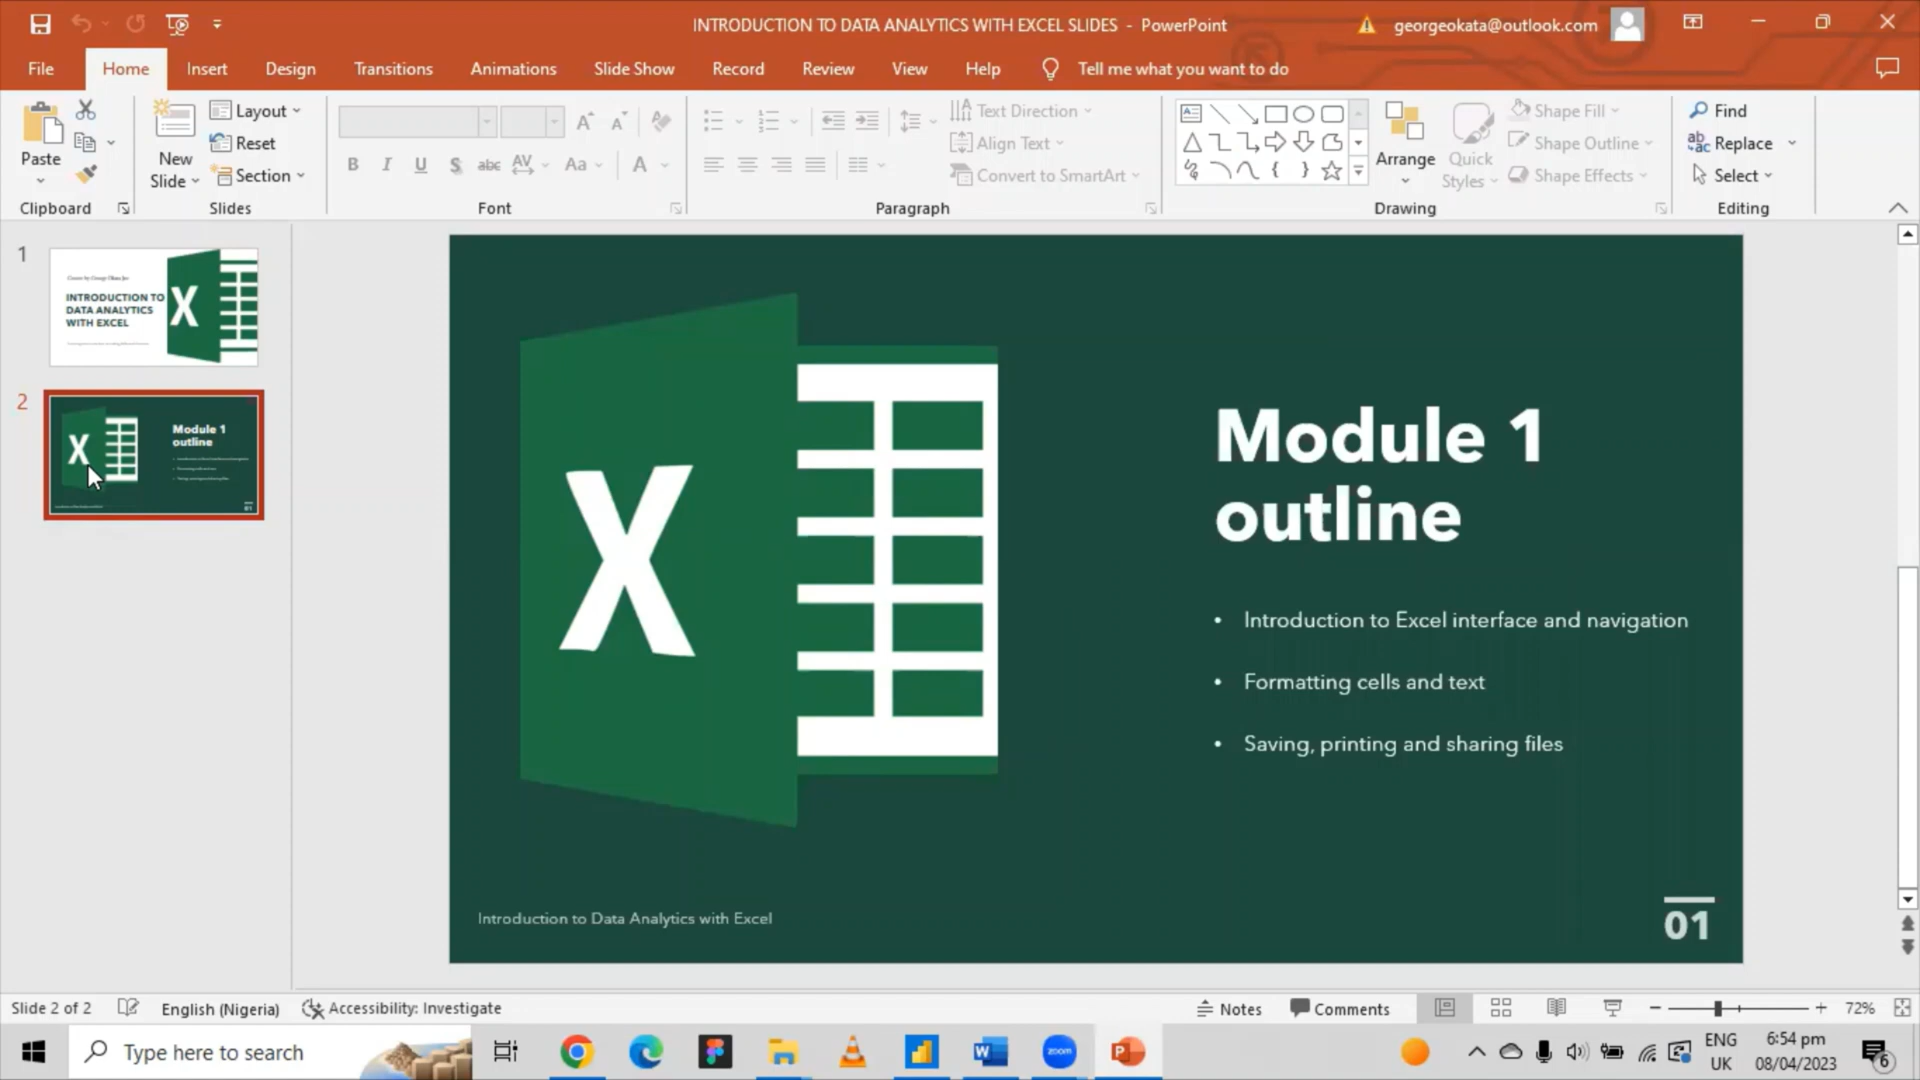 INTRODUCTION TO DATA ANALYTICS WITH EXCEL SLIDES - PowerPoint
georgeokata@outlook.com
File Home Insert Design Transitions Animations Slide Show Record Review View Help Tell me what you want to do
Paste
New Slide
Layout
Reset
Section
B I U S abc AV Aa A
Text Direction
Align Text
Convert to SmartArt
Arrange
Quick Styles
Shape Fill
Shape Outline
Shape Effects
Find
Replace
Select
Clipboard Slides Font Paragraph Drawing Editing
1
INTRODUCTION TO
DATA ANALYTICS
WITH EXCEL
X
2
Module 1
outline
X
01
X
Module 1
outline
• Introduction to Excel interface and navigation
• Formatting cells and text
• Saving, printing and sharing files
Introduction to Data Analytics with Excel
01
Slide 2 of 2 English (Nigeria) Accessibility: Investigate Notes Comments 72%
Type here to search
zoom
ENG
UK
6:54 pm
08/04/2023
6